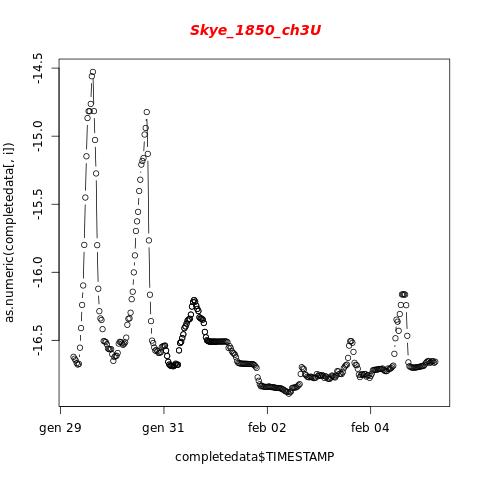 Skye_1850_ch3U
as.numeric(completedata[, i])
-14.5
-15.0
-15.5
-16.0
-16.5
gen 29
gen 31
feb 02
feb 04
completedata$TIMESTAMP